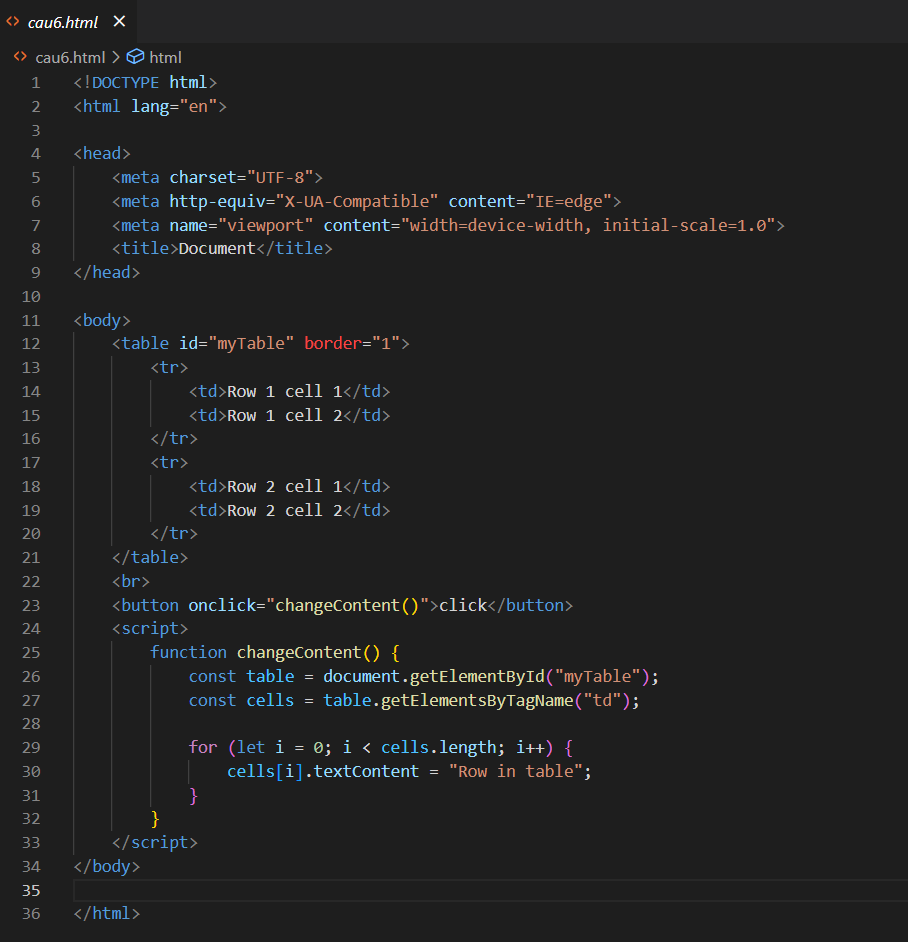 cau6.html
cau6.html > html
1 <!DOCTYPE html>
2 <html lang="en">
3
4 <head>
5     <meta charset="UTF-8">
6     <meta http-equiv="X-UA-Compatible" content="IE=edge">
7     <meta name="viewport" content="width=device-width, initial-scale=1.0">
8     <title>Document</title>
9 </head>
10
11 <body>
12     <table id="myTable" border="1">
13         <tr>
14             <td>Row 1 cell 1</td>
15             <td>Row 1 cell 2</td>
16         </tr>
17         <tr>
18             <td>Row 2 cell 1</td>
19             <td>Row 2 cell 2</td>
20         </tr>
21     </table>
22     <br>
23     <button onclick="changeContent()">click</button>
24     <script>
25         function changeContent() {
26             const table = document.getElementById("myTable");
27             const cells = table.getElementsByTagName("td");
28
29             for (let i = 0; i < cells.length; i++) {
30                 cells[i].textContent = "Row in table";
31             }
32         }
33     </script>
34 </body>
35
36 </html>